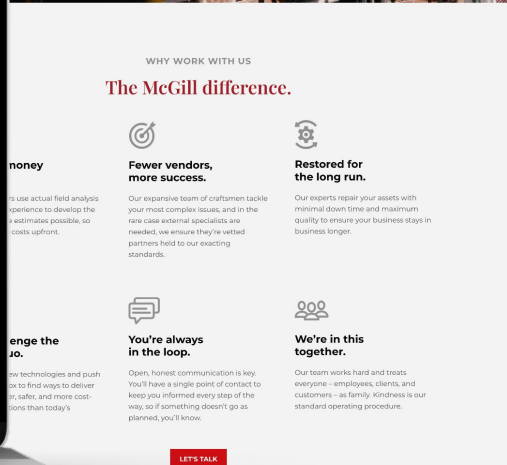 WHY WORK WITH US
The McGill difference.
money
Fewer vendors,
more success.
Restored for
the long run.
use actual field analysis
experience to develop the
estimates possible, so
costs upfront.
Our expansive team of craftsmen tackle
your most complex issues, and in the
rare case external specialists are
needed, we ensure they're vetted
partners held to our exacting
standards.
Our experts repair your assets with
minimal down time and maximum
quality to ensure your business stays in
business longer.
enge the
uo.
You're always
in the loop.
We're in this
together.
ew technologies and push
ox to find ways to deliver
er, safer, and more cost-
tions than today's
Open, honest communication is key.
You'll have a single point of contact to
keep you informed every step of the
way, so if something doesn't go as
planned, you'll know.
Our team works hard and treats
everyone – employees, clients, and
customers – as family. Kindness is our
standard operating procedure.
LET'S TALK